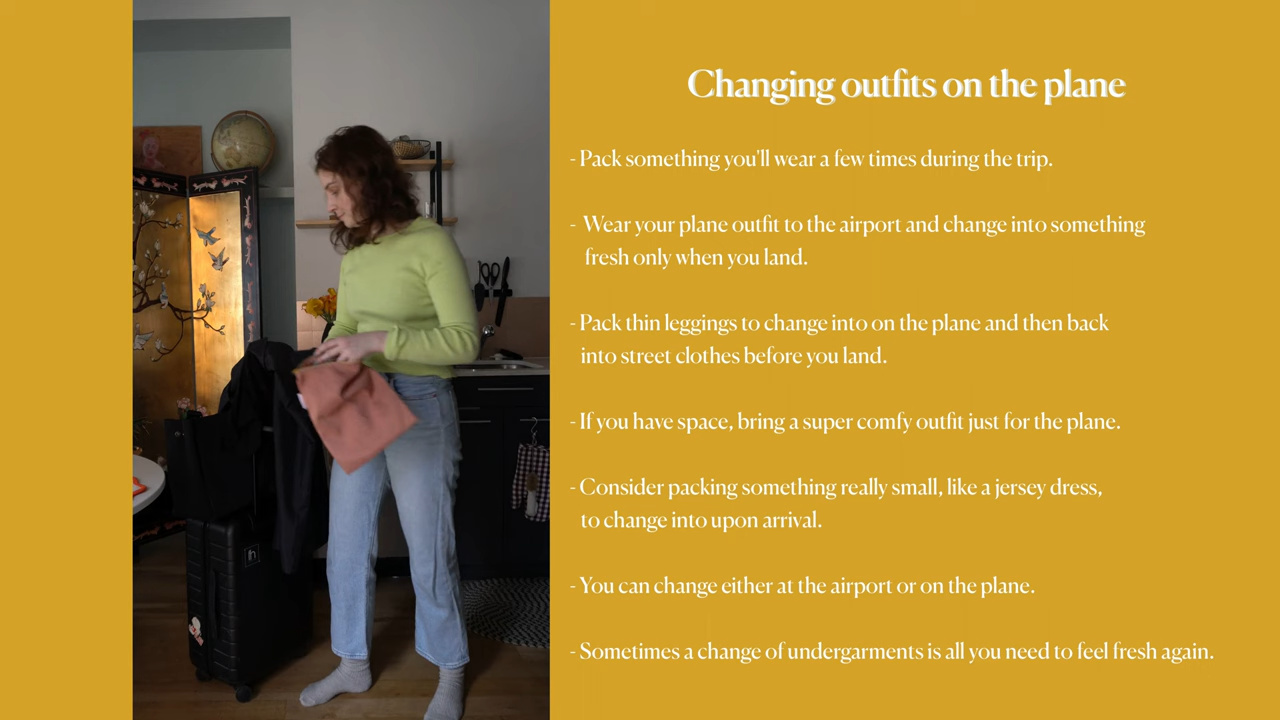 Changing outfits on the plane
- Pack something you'll wear a few times during the trip.
- Wear your plane outfit to the airport and change into something
fresh only when you land.
- Pack thin leggings to change into on the plane and then back
into street clothes before you land.
- If you have space, bring a super comfy outfit just for the plane.
- Consider packing something really small, like a jersey dress,
to change into upon arrival.
- You can change either at the airport or on the plane.
- Sometimes a change of undergarments is all you need to feel fresh again.